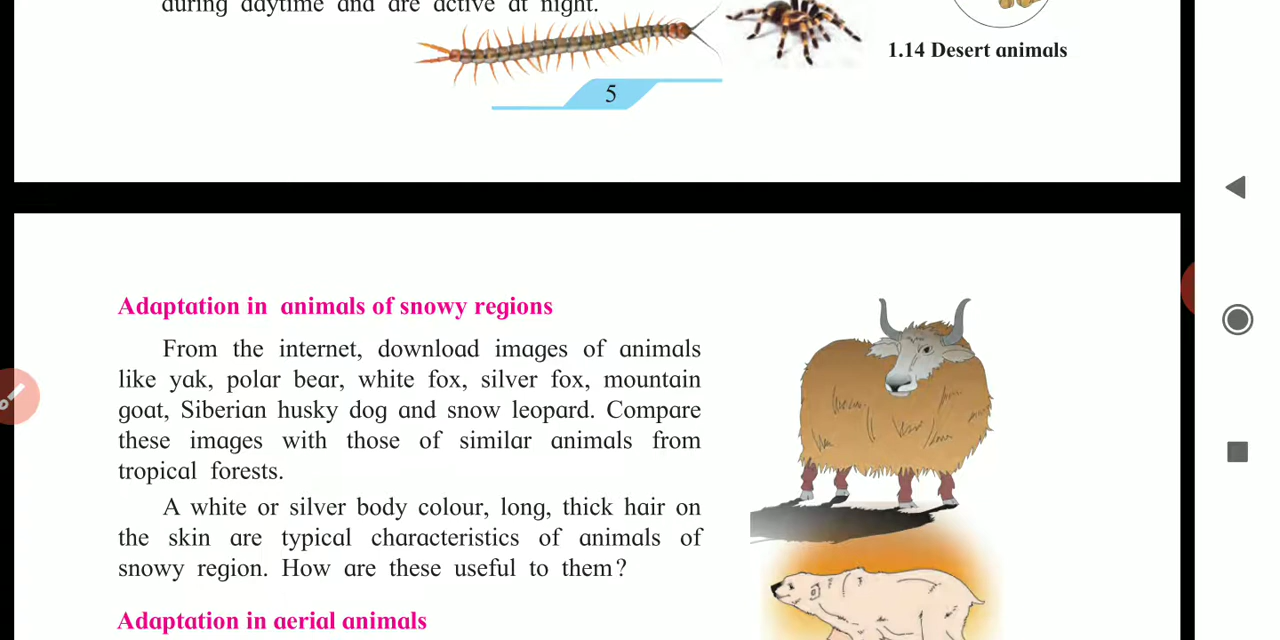 during daytime and are active at night.
1.14 Desert animals
5
Adaptation in animals of snowy regions
From the internet, download images of animals
like yak, polar bear, white fox, silver fox, mountain
goat, Siberian husky dog and snow leopard. Compare
these images with those of similar animals from
tropical forests.
A white or silver body colour, long, thick hair on
the skin are typical characteristics of animals of
snowy region. How are these useful to them?
Adaptation in aerial animals